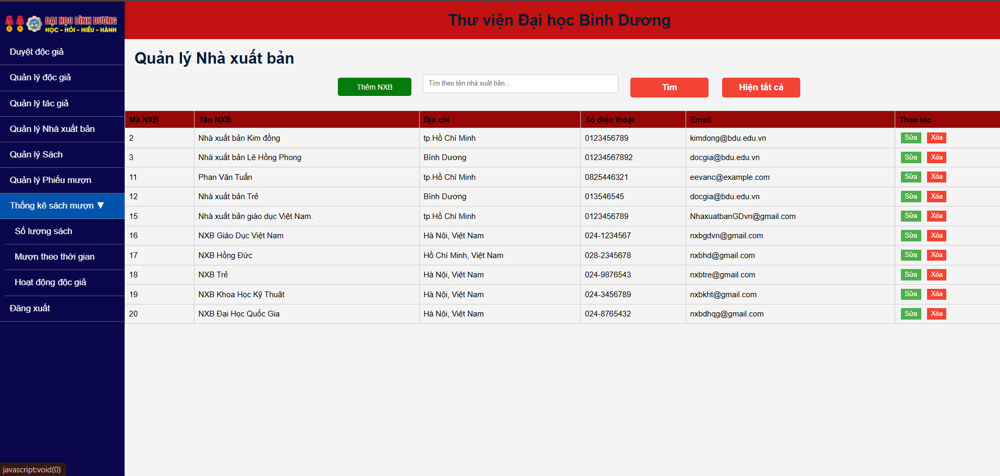 ĐẠI HỌC BÌNH DƯƠNG
HỌC - HỎI - HIỂU - HÀNH
Duyệt độc giả
Quản lý độc giả
Quản lý tác giả
Quản lý Nhà xuất bản
Quản lý Sách
Quản lý Phiếu mượn
Thống kê sách mượn ▼
Số lượng sách
Mượn theo thời gian
Hoạt động độc giả
Đăng xuất
javascript:void(0)
Thư viện Đại học Bình Dương
Quản lý Nhà xuất bản
Thêm NXB Tìm theo tên nhà xuất bản... Tìm Hiện tất cả
Mã NXB Tên NXB Địa chỉ Số điện thoại Email Thao tác
2 Nhà xuất bản Kim đồng tp.Hồ Chí Minh 0123456789 kimdong@bdu.edu.vn Sửa Xóa
3 Nhà xuất bản Lê Hồng Phong Bình Dương 01234567892 docgia@bdu.edu.vn Sửa Xóa
11 Phan Văn Tuấn tp.Hồ Chí Minh 0825446321 eevanc@example.com Sửa Xóa
12 Nhà xuất bản Trẻ Bình Dương 013546545 docgia@bdu.edu.vn Sửa Xóa
15 Nhà xuất bản giáo dục Việt Nam. tp.Hồ Chí Minh 0123456789 NhaxuatbanGDvn@gmail.com Sửa Xóa
16 NXB Giáo Dục Việt Nam Hà Nội, Việt Nam 024-1234567 nxbgdvn@gmail.com Sửa Xóa
17 NXB Hồng Đức Hồ Chí Minh, Việt Nam 028-2345678 nxbhd@gmail.com Sửa Xóa
18 NXB Trẻ Hà Nội, Việt Nam 024-9876543 nxbtre@gmail.com Sửa Xóa
19 NXB Khoa Học Kỹ Thuật Hà Nội, Việt Nam 024-3456789 nxbkht@gmail.com Sửa Xóa
20 NXB Đại Học Quốc Gia Hà Nội, Việt Nam 024-8765432 nxbdhqg@gmail.com Sửa Xóa